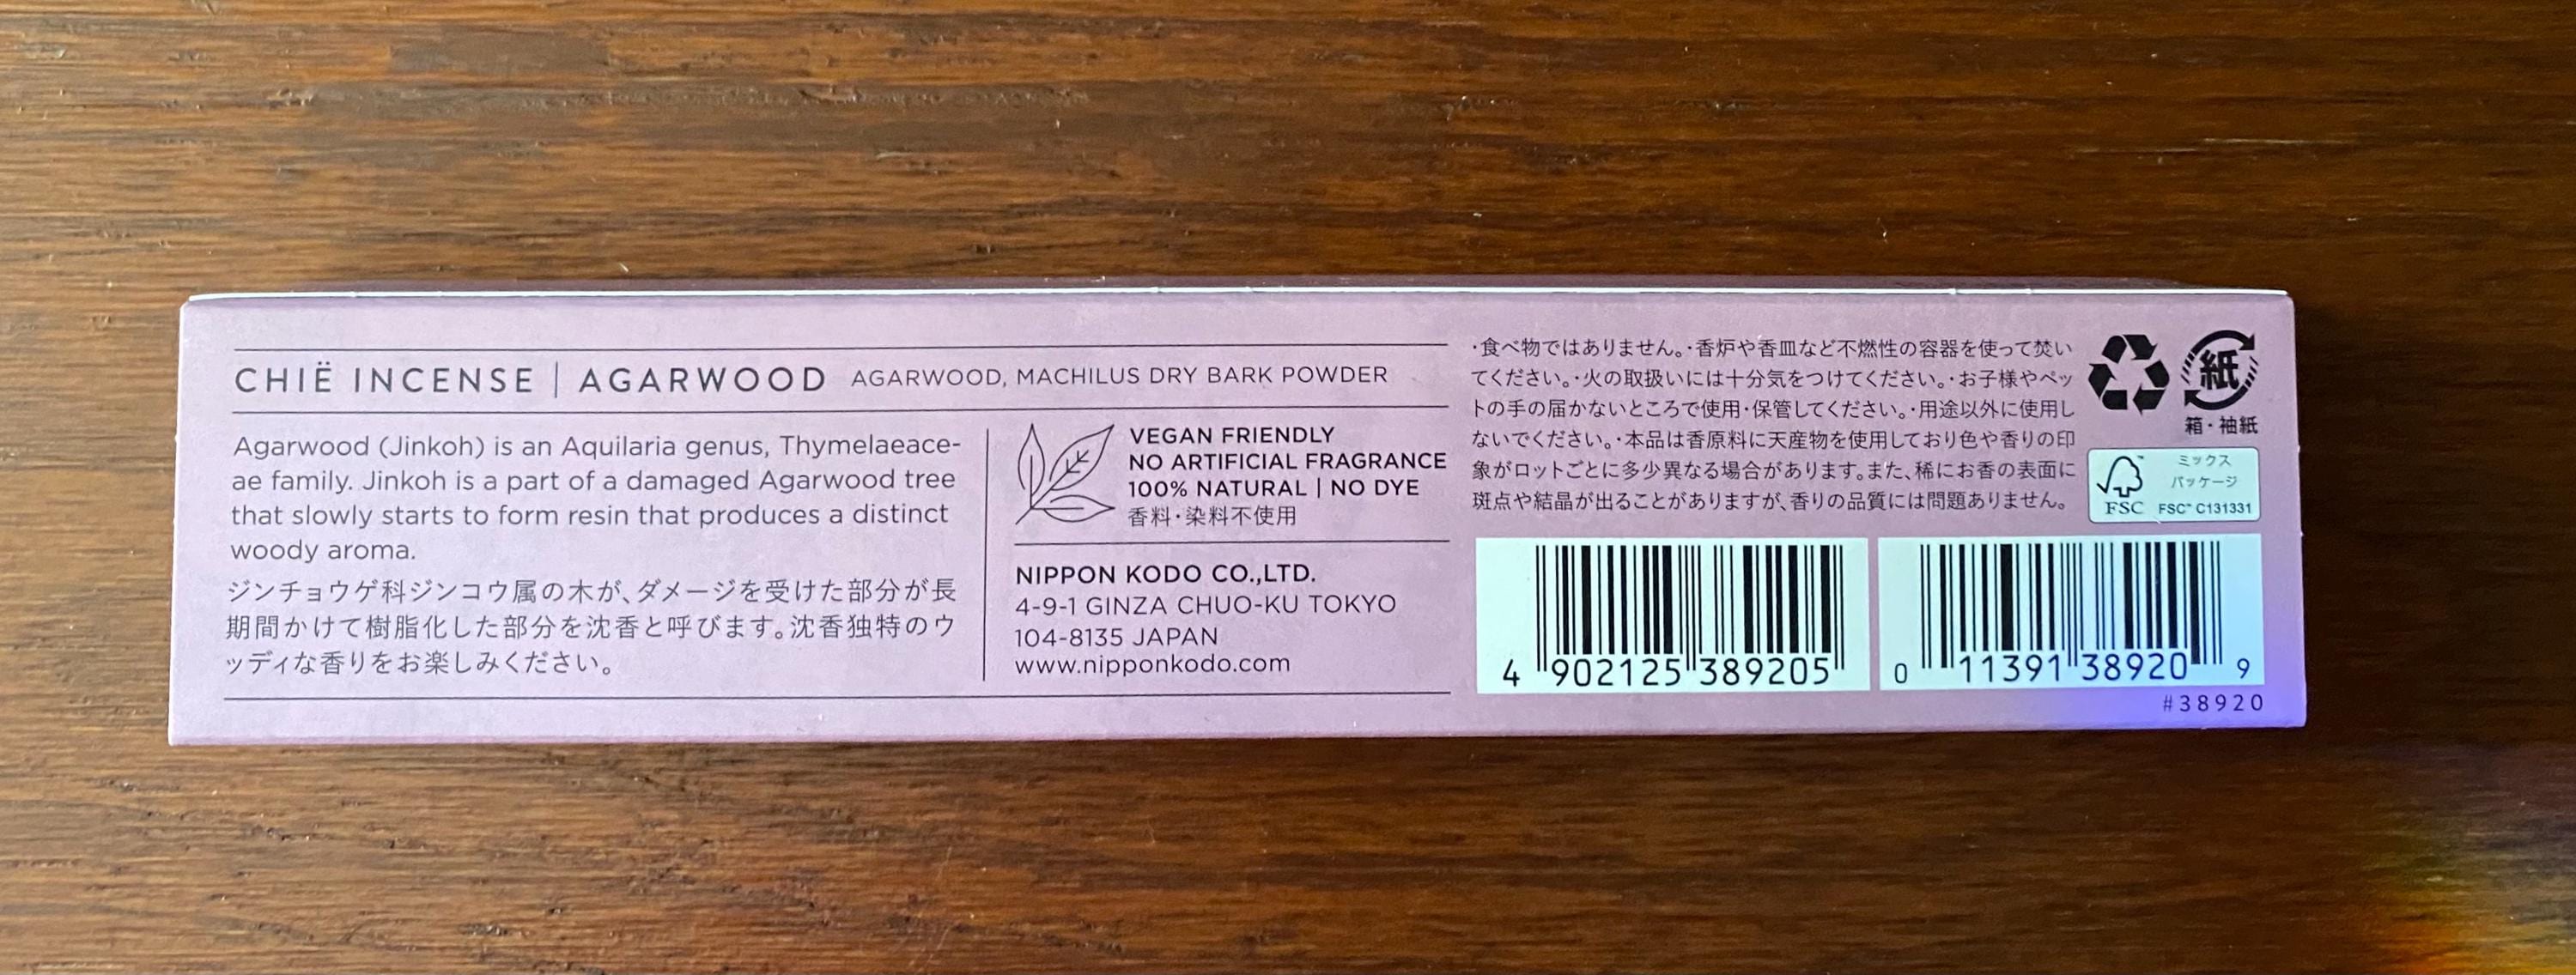 CHIË INCENSE | AGARWOOD AGARWOOD, MACHILUS DRY BARK POWDER
Agarwood (Jinkoh) is an Aquilaria genus, Thymelaeace-
ae family. Jinkoh is a part of a damaged Agarwood tree
that slowly starts to form resin that produces a distinct
woody aroma.
ジンチョウゲ科ジンコウ属の木が、ダメージを受けた部分が長
期間かけて樹脂化した部分を沈香と呼びます。沈香独特のウ
ッディな香りをお楽しみください。
VEGAN FRIENDLY
NO ARTIFICIAL FRAGRANCE
100% NATURAL | NO DYE
香料・染料不使用
NIPPON KODO CO.,LTD.
4-9-1 GINZA CHUO-KU TOKYO
104-8135 JAPAN
www.nipponkodo.com
・食べ物ではありません。・香炉や香皿など不燃性の容器を使って焚い
てください。・火の取扱いには十分気をつけてください。・お子様やペッ
トの手の届かないところで使用・保管してください。・用途以外に使用し
ないでください。・本品は香原料に天産物を使用しており色や香りの印
象がロットごとに多少異なる場合があります。また、稀にお香の表面に
斑点や結晶が出ることがありますが、香りの品質には問題ありません。
紙
箱・袖紙
FSC
ミックス
パッケージ
FSC™ C131331
4 902125 389205
0 11391 38920 9
#38920